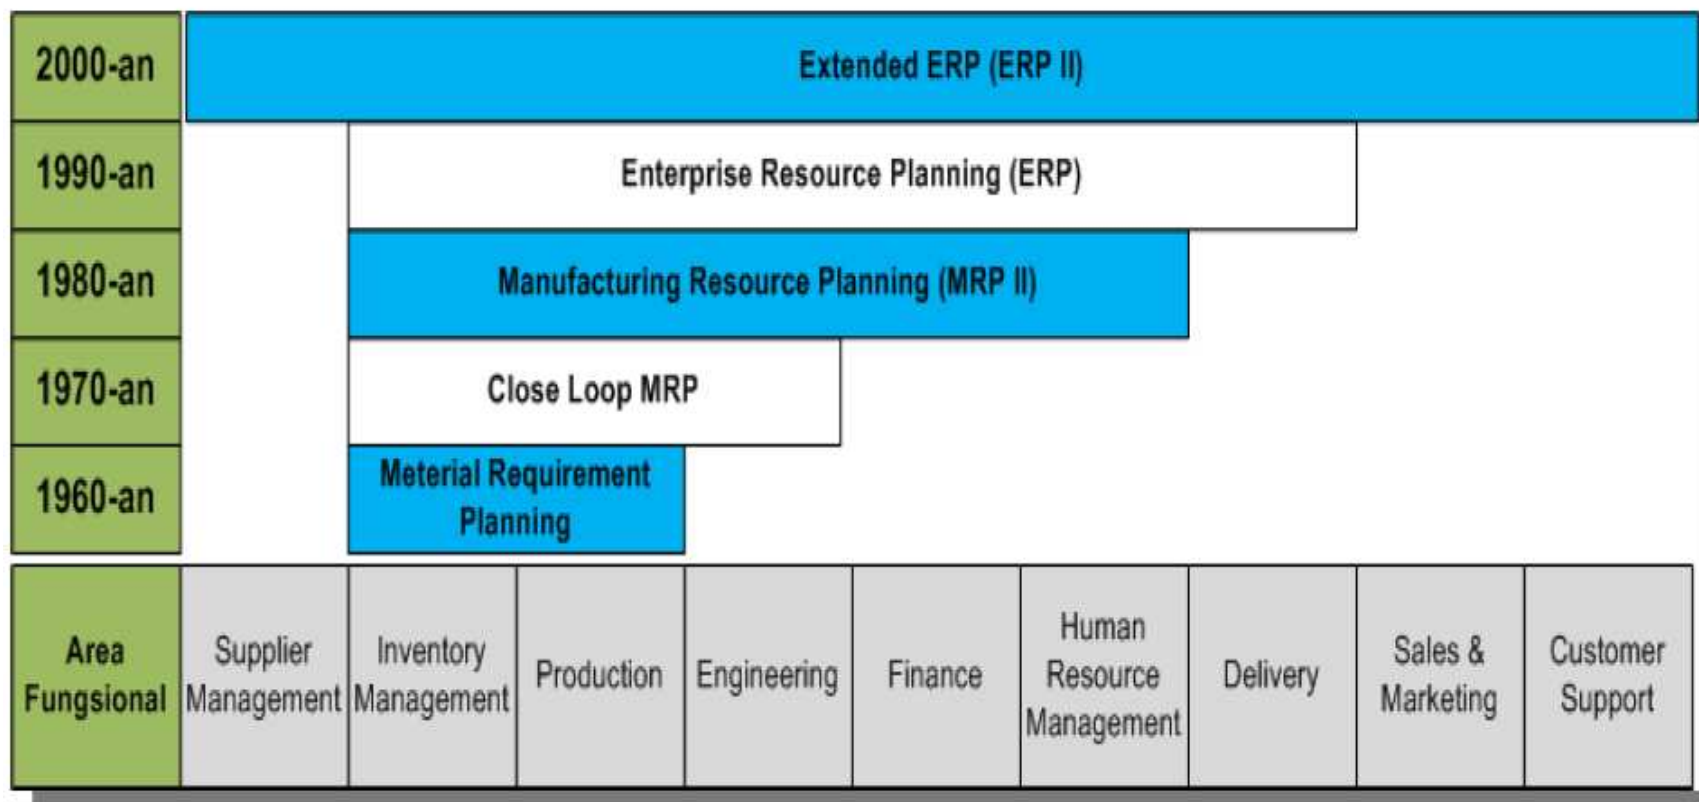 2000-an
Extended ERP (ERP II)
1990-an
Enterprise Resource Planning (ERP)
1980-an
Manufacturing Resource Planning (MRP II)
1970-an
Close Loop MRP
1960-an
Meterial Requirement
Planning
Area
Fungsional
Supplier
Management
Inventory
Management
Production
Engineering
Finance
Human
Resource
Management
Delivery
Sales &
Marketing
Customer
Support